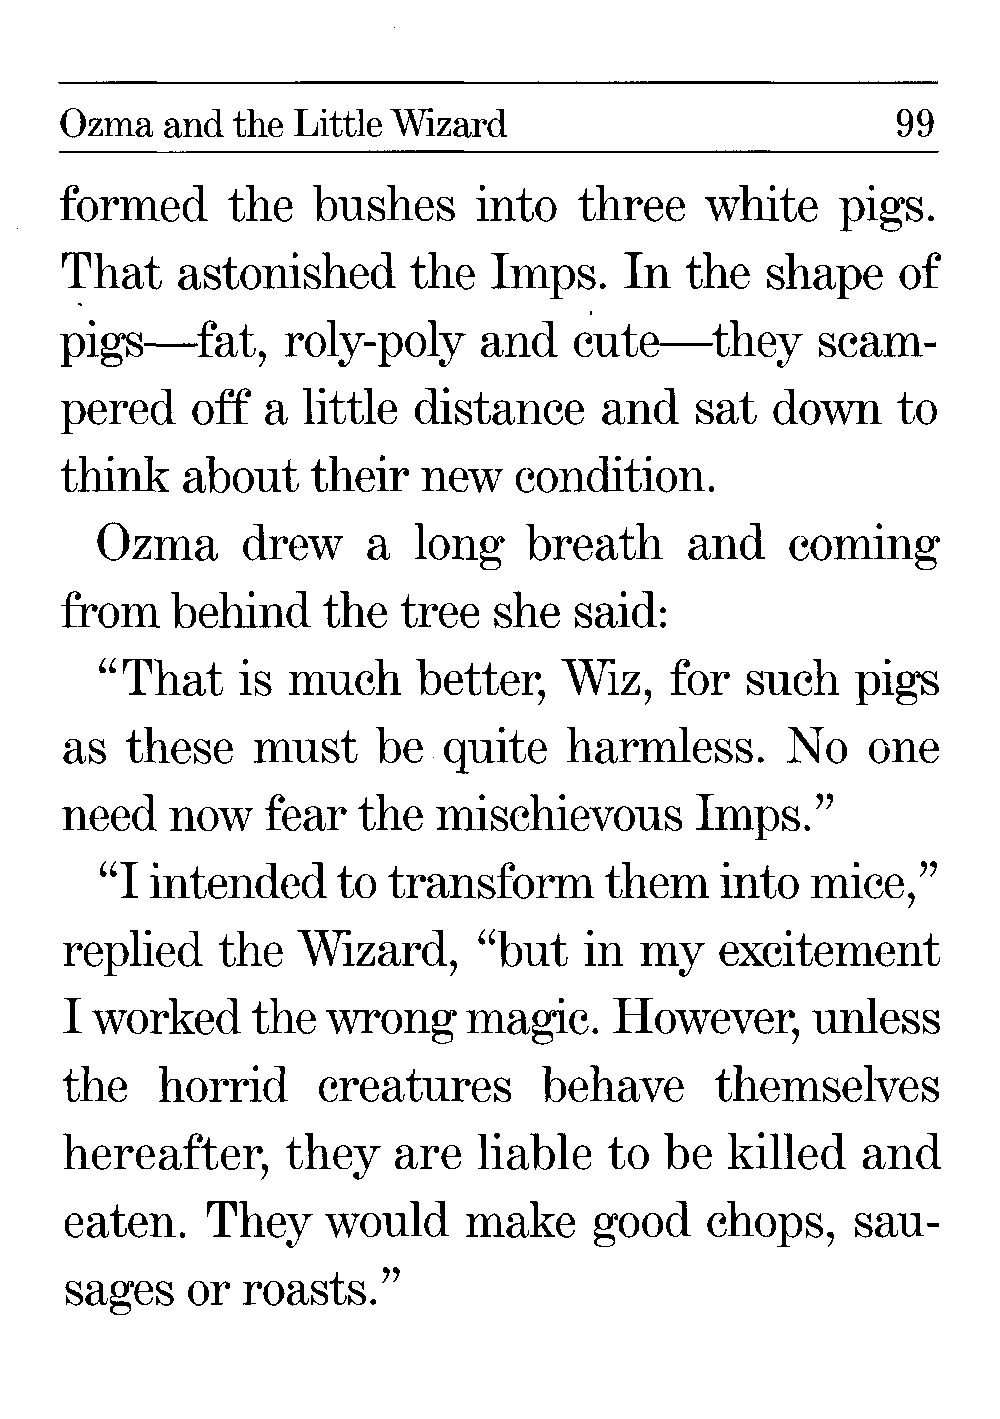 Ozma and the Little Wizard 99
formed the bushes into three white pigs.
That astonished the Imps. In the shape of
pigs—fat, roly-poly and cute—they scam-
pered off a little distance and sat down to
think about their new condition.
Ozma drew a long breath and coming
from behind the tree she said:
“That is much better, Wiz, for such pigs
as these must be quite harmless. No one
need now fear the mischievous Imps.”
“I intended to transform them into mice,”
replied the Wizard, “but in my excitement
I worked the wrong magic. However, unless
the horrid creatures behave themselves
hereafter, they are liable to be killed and
eaten. They would make good chops, sau-
sages or roasts.”